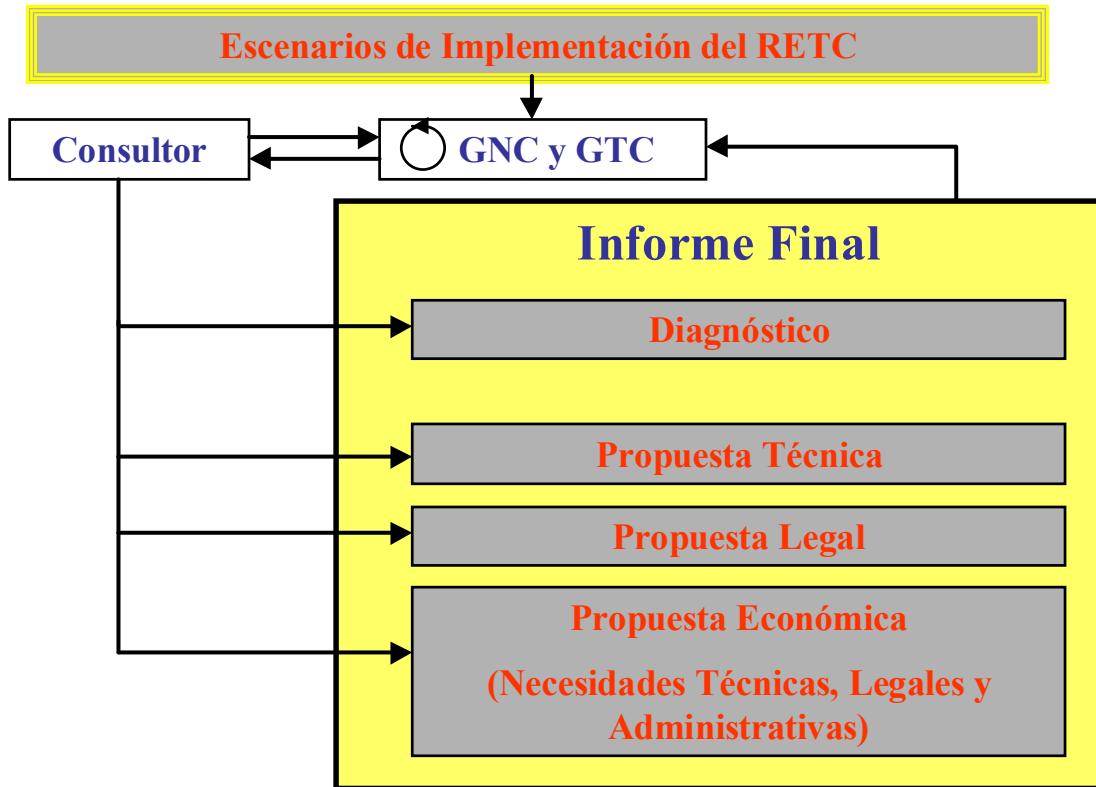 Escenarios de Implementación del RETC
Consultor
GNC y GTC
Informe Final
Diagnóstico
Propuesta Técnica
Propuesta Legal
Propuesta Económica
(Necesidades Técnicas, Legales y
Administrativas)